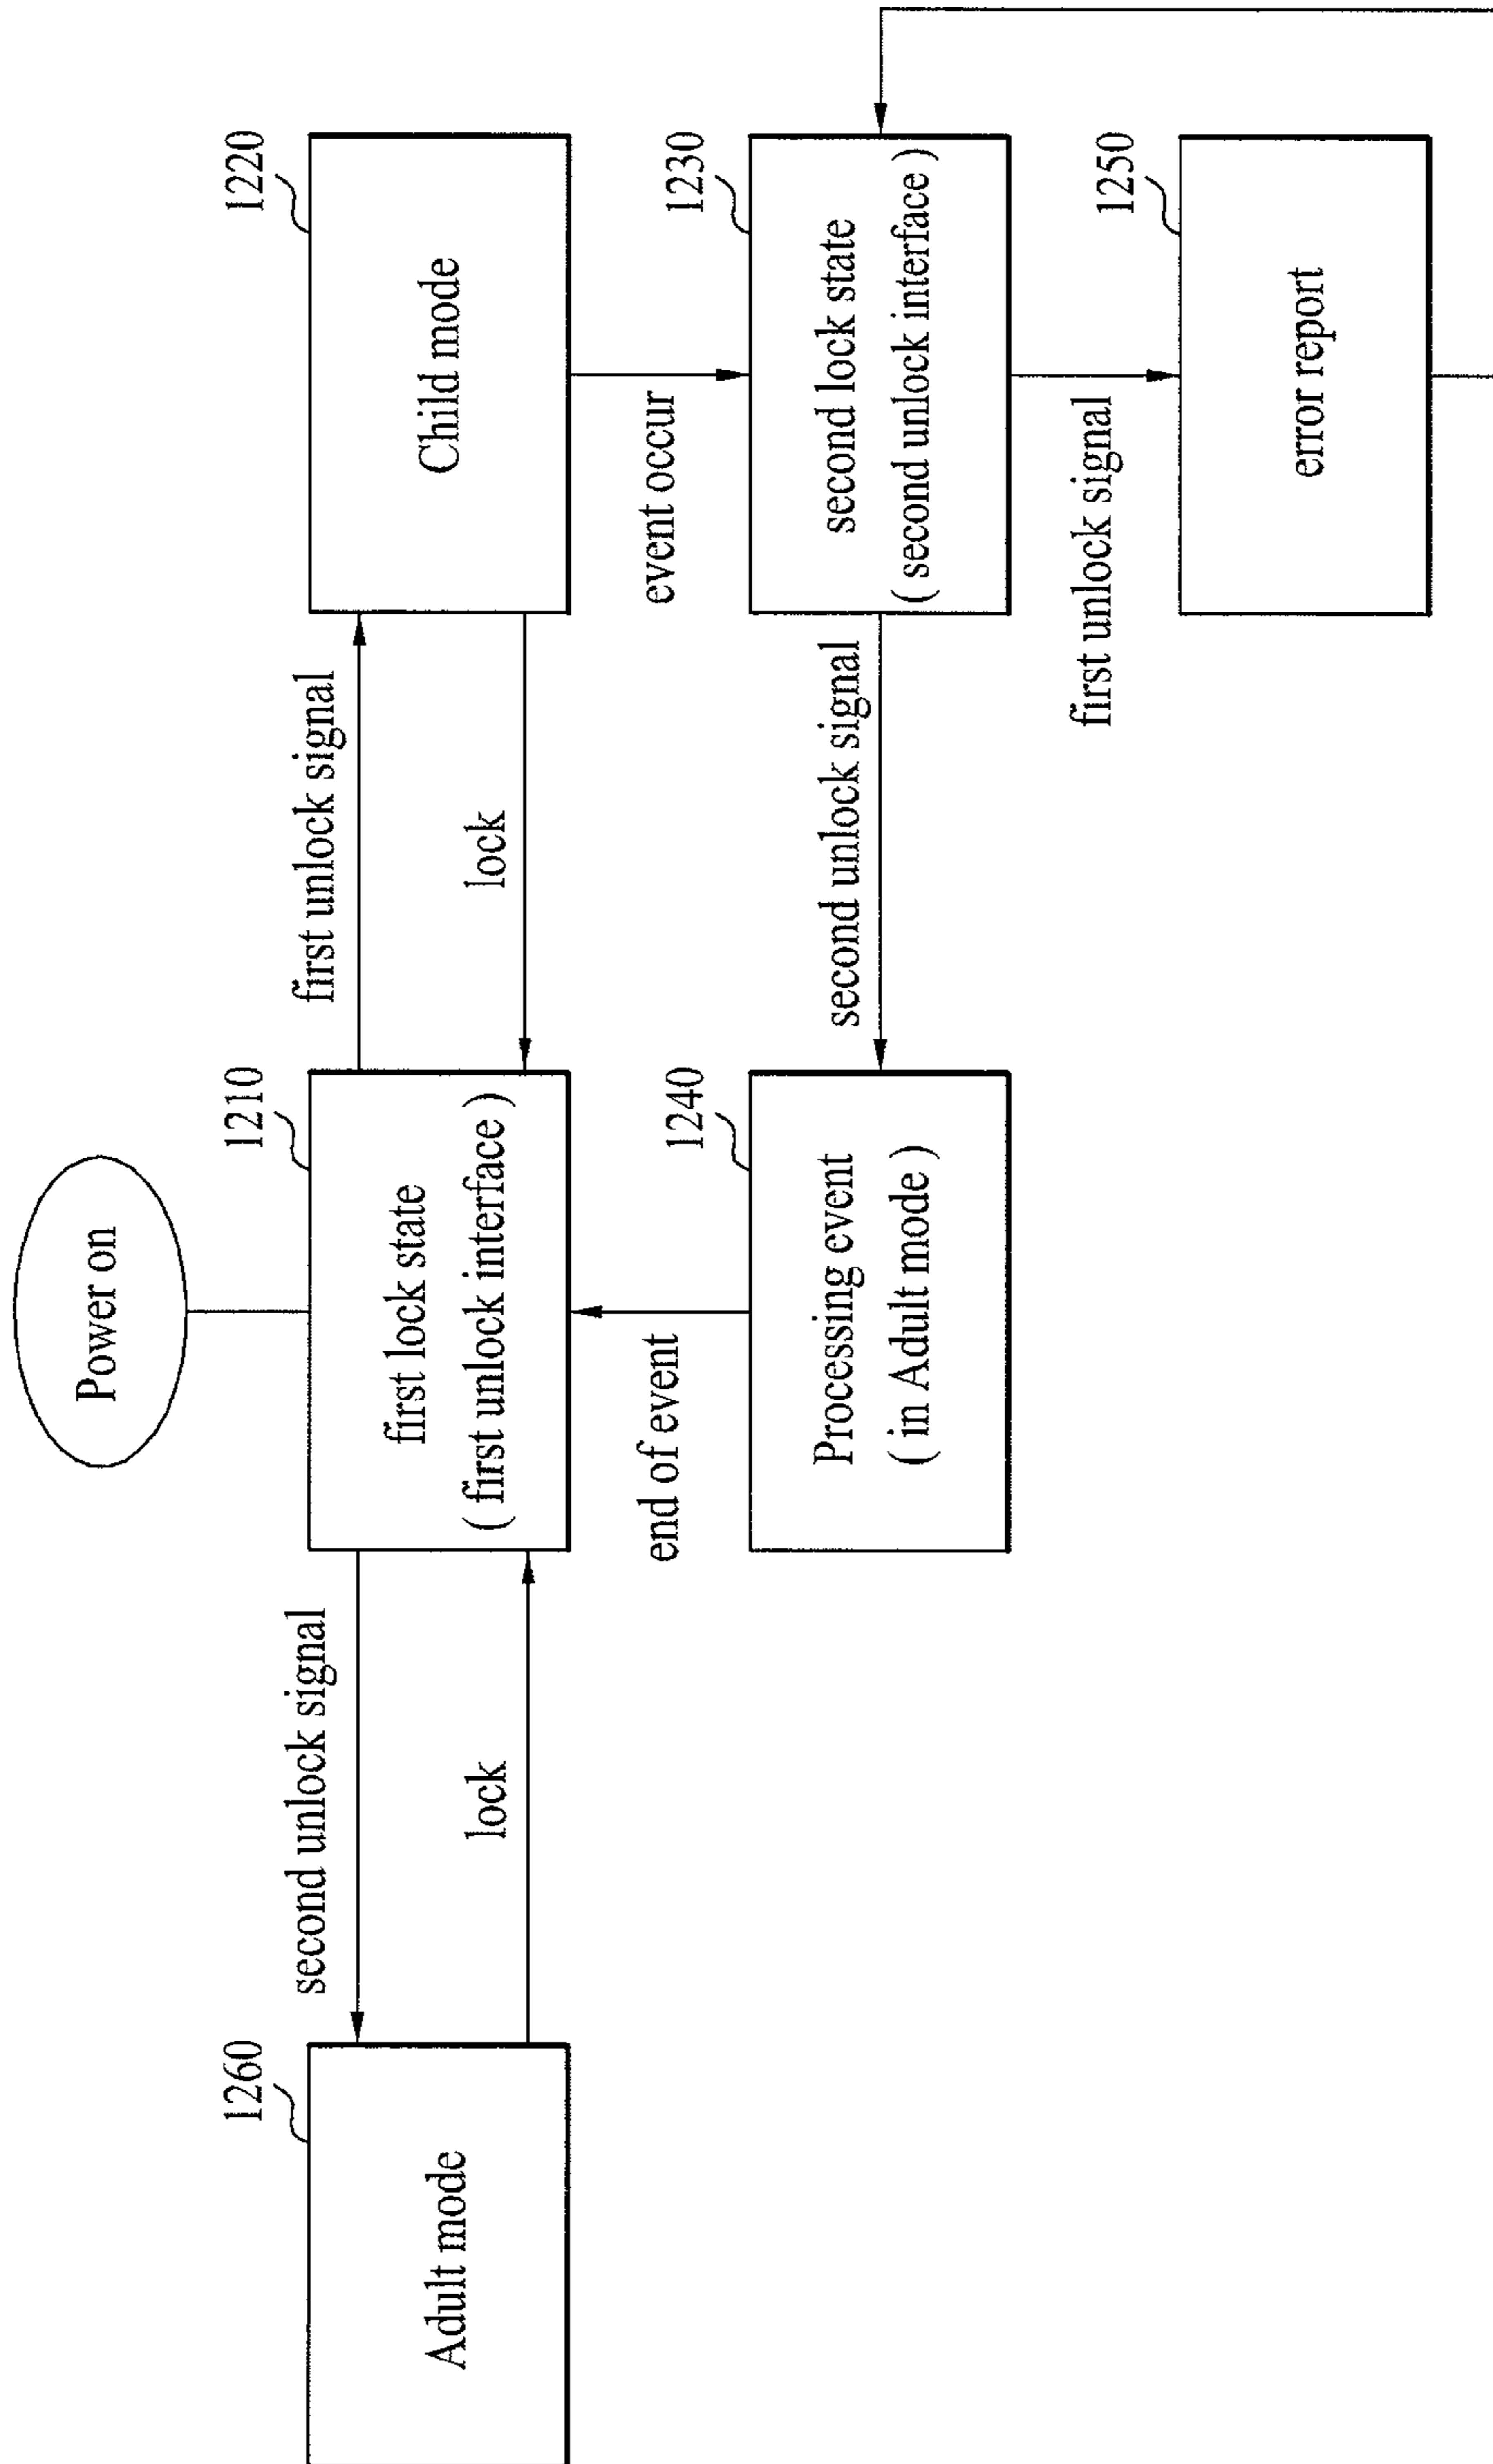 Power on
1260
Adult mode
second unlock signal
lock
1210
first lock state
( first unlock interface )
first unlock signal
lock
1220
Child mode
end of event
event occur
1240
Processing event
( in Adult mode )
second unlock signal
1230
second lock state
( second unlock interface )
first unlock signal
1250
error report